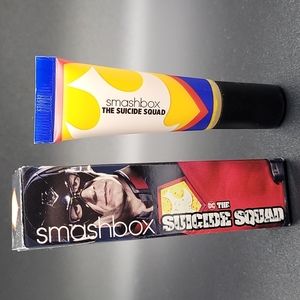 smashbox
THE SUICIDE SQUAD
smashbox
DC THE
SUICIDE SQUAD